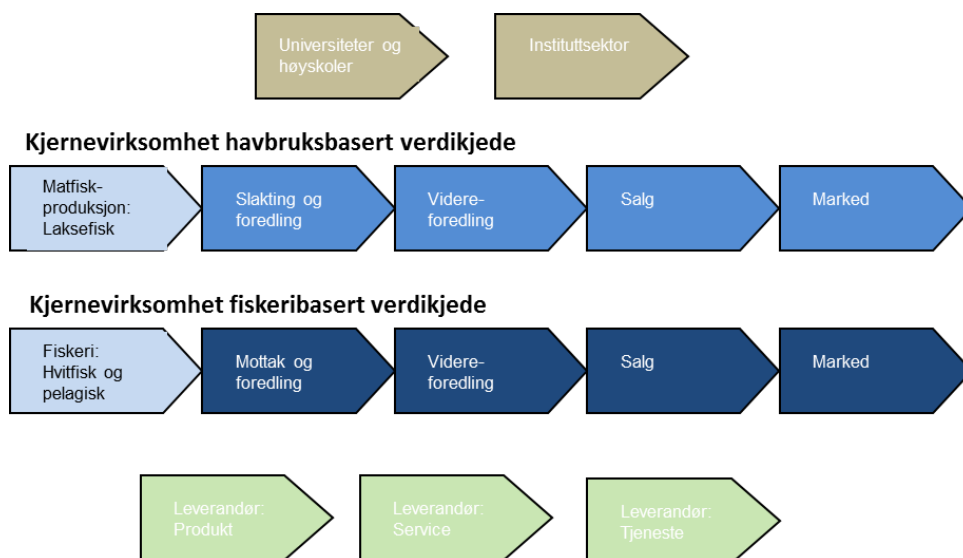 Universiteter og
høyskoler
Instituttsektor
Kjernevirksomhet havbruksbasert verdikjede
Matfisk-
produksjon:
Laksefisk
Slakting og
foredling
Videre-
foredling
Salg
Marked
Kjernevirksomhet fiskeribasert verdikjede
Fiskeri:
Hvitfisk og
pelagisk
Mottak og
foredling
Videre-
foredling
Salg
Marked
Leverandør:
Produkt
Leverandør:
Service
Leverandør:
Tjeneste